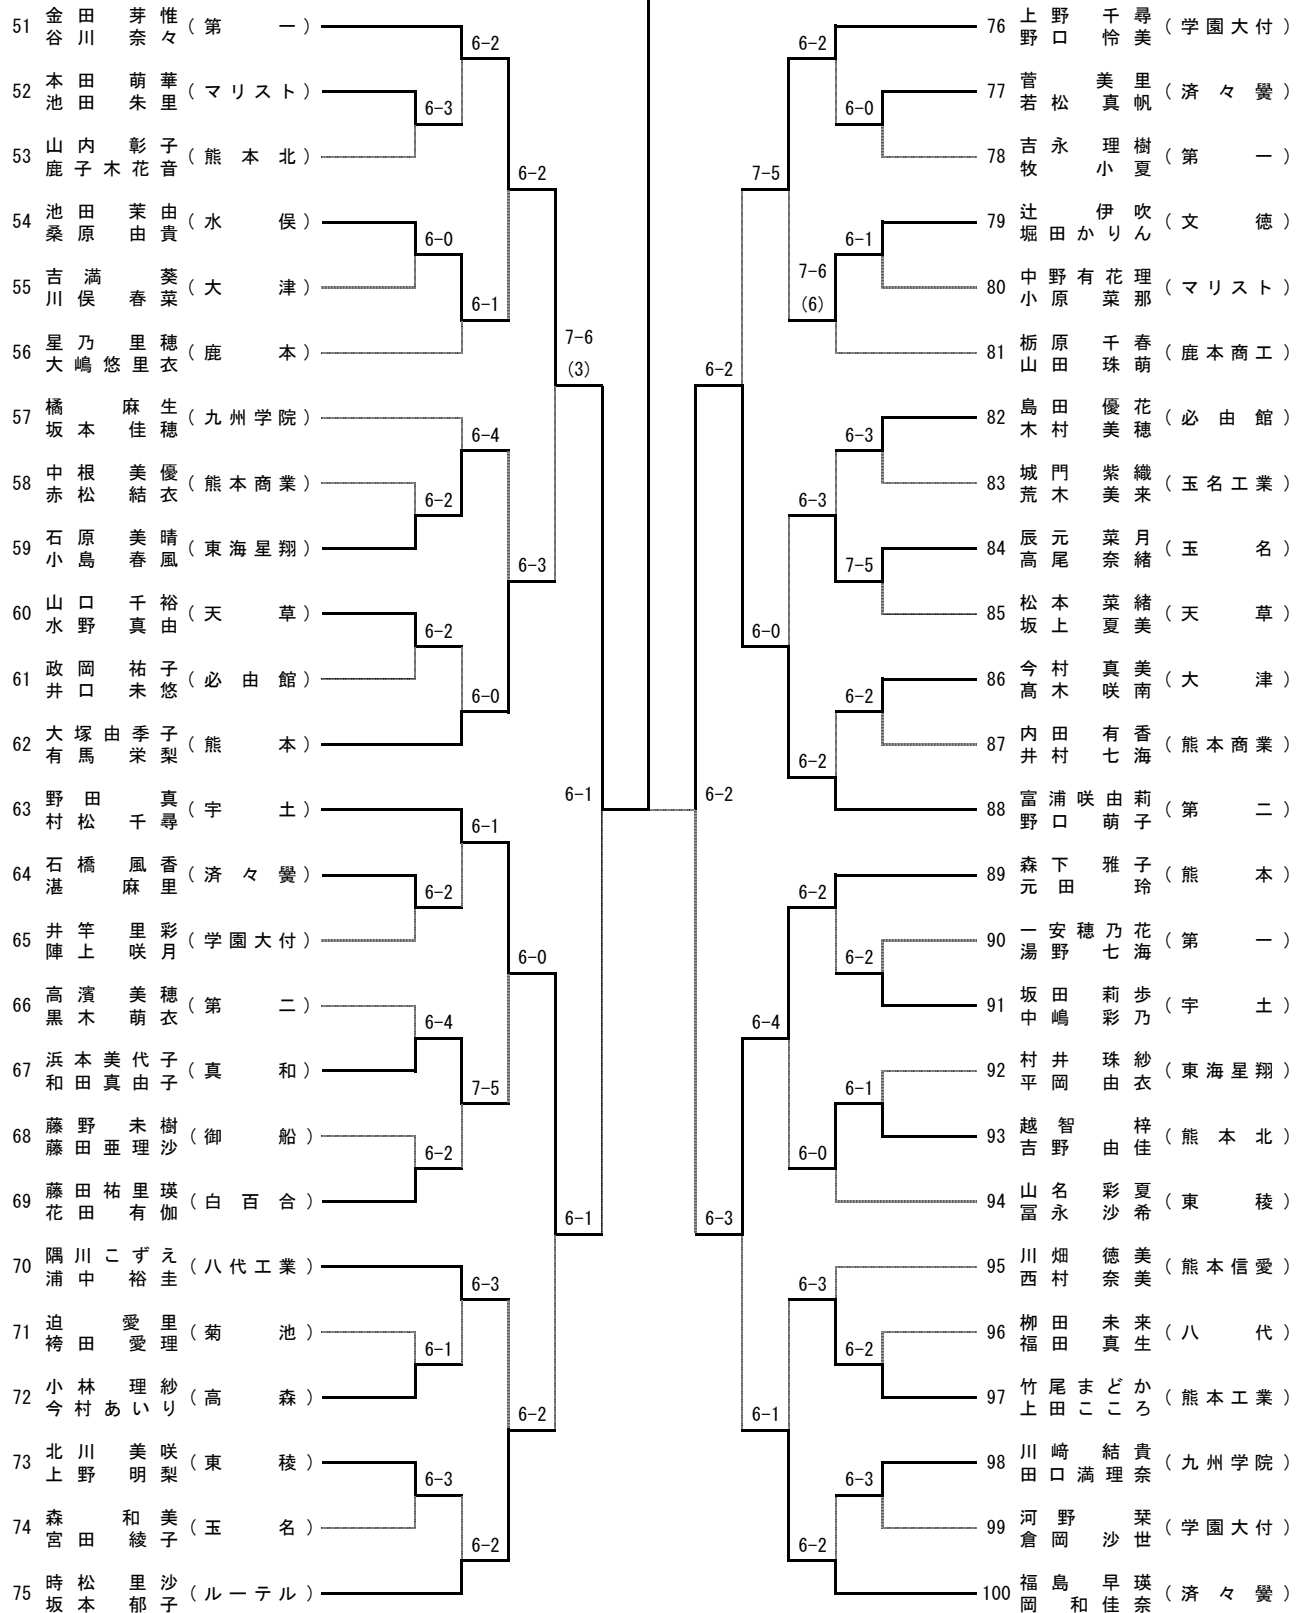 51 金田 芽惟 (第 一)
谷川 奈々
6-2
52 本田 萌華 (マリスト)
池田 朱里
6-3
53 山内 彰子 (熊本北)
鹿子木花音
6-2
54 池田 茉由 (水 俣)
桑原 由貴
6-0
55 吉満 葵 (大 津)
川俣 春菜
6-1
56 星乃 里穂 (鹿 本)
大嶋悠里衣
7-6
(3)
57 橘 麻生 (九州学院)
坂本 佳穂
6-4
58 中根 美優 (熊本商業)
赤松 結衣
6-2
59 石原 美晴 (東海星翔)
小島 春風
6-3
60 山口 千裕 (天 草)
水野 真由
6-2
61 政岡 祐子 (必由館)
井口 未悠
6-0
62 大塚由季子 (熊 本)
有馬 栄梨
6-1
63 野田 真 (宇 土)
村松 千尋
6-1
64 石橋 風香 (済々黌)
湛 麻里
6-2
65 井竿 里彩 (学園大付)
陣上 咲月
6-0
66 高濱 美穂 (第 二)
黒木 萌衣
6-4
67 浜本美代子 (真 和)
和田真由子
7-5
68 藤野 未樹 (御 船)
藤田亜理沙
6-2
69 藤田祐里瑛 (白百合)
花田 有伽
6-1
70 隅川こずえ (八代工業)
浦中 裕圭
6-3
71 迫 愛里 (菊 池)
袴田 愛理
6-1
72 小林 理紗 (高 森)
今村あいり
6-2
73 北川 美咲 (東 稜)
上野 明梨
6-3
74 森 和美 (玉 名)
宮田 綾子
6-2
75 時松 里沙 (ルーテル)
坂本 郁子
76 上野 千尋 (学園大付)
野口 怜美
6-2
77 菅 美里 (済々黌)
若松 真帆
6-0
78 吉永 理樹 (第 一)
牧 小夏
7-5
79 辻 伊吹 (文 徳)
堀田かりん
6-1
7-6
(6)
80 中野有花理 (マリスト)
小原 菜那
81 栃原 千春 (鹿本商工)
山田 珠萌
6-2
82 島田 優花 (必由館)
木村 美穂
6-3
83 城門 紫織 (玉名工業)
荒木 美来
6-3
84 辰元 菜月 (玉 名)
高尾 奈緒
7-5
85 松本 菜緒 (天 草)
坂上 夏美
6-0
86 今村 真美 (大 津)
髙木 咲南
6-2
87 内田 有香 (熊本商業)
井村 七海
6-2
88 富浦咲由莉 (第 二)
野口 萌子
6-2
89 森下 雅子 (熊 本)
元田 玲
6-2
90 一安穂乃花 (第 一)
湯野 七海
6-2
91 坂田 莉歩 (宇 土)
中嶋 彩乃
6-4
92 村井 珠紗 (東海星翔)
平岡 由衣
6-1
93 越智 梓 (熊本北)
吉野 由佳
6-0
94 山名 彩夏 (東 稜)
冨永 沙希
6-3
95 川畑 徳美 (熊本信愛)
西村 奈美
6-3
96 栁田 未来 (八 代)
福田 真生
6-2
97 竹尾まどか (熊本工業)
上田こころ
6-1
98 川﨑 結貴 (九州学院)
田口満理奈
6-3
99 河野 栞 (学園大付)
倉岡 沙世
6-2
100 福島 早瑛 (済々黌)
岡 和佳奈